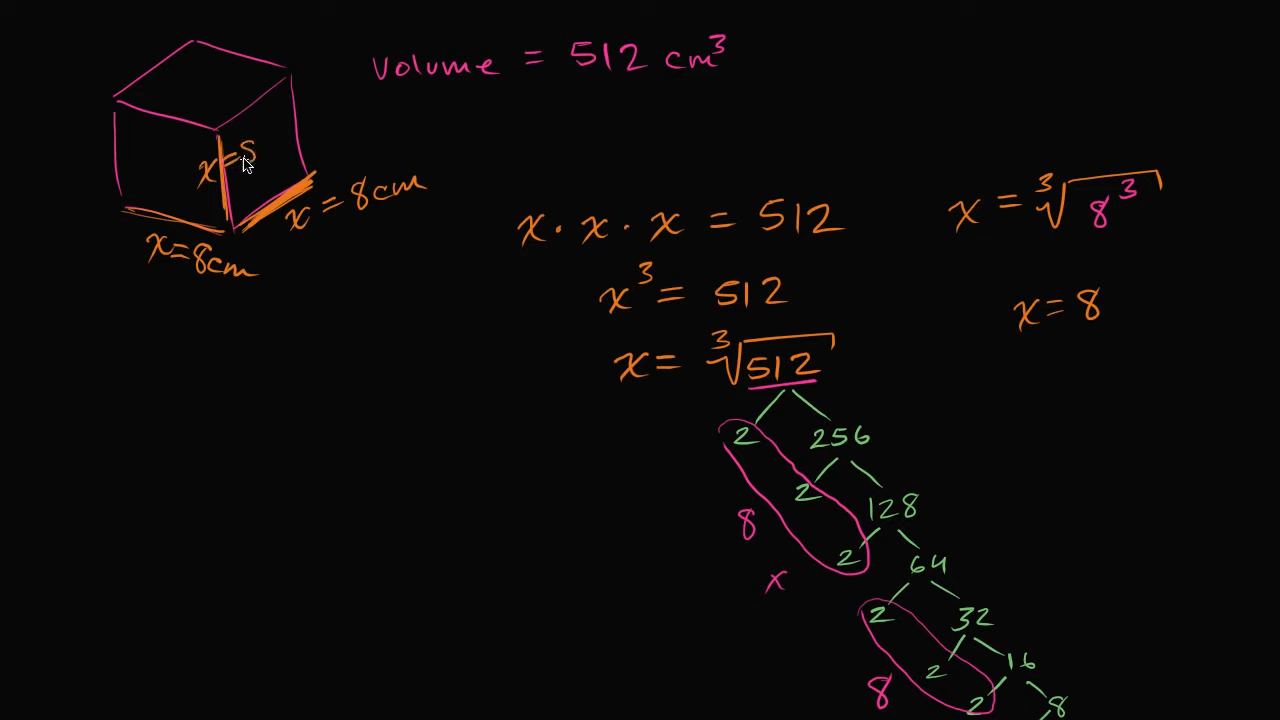 Volume = 512 cm³
x = 8
x = 8cm
x = 8cm
x · x · x = 512
x³ = 512
x = ∛512
x = ∛8³
x = 8
2 256
2 128
8
2 64
x
2 32
2 16
8
2 8